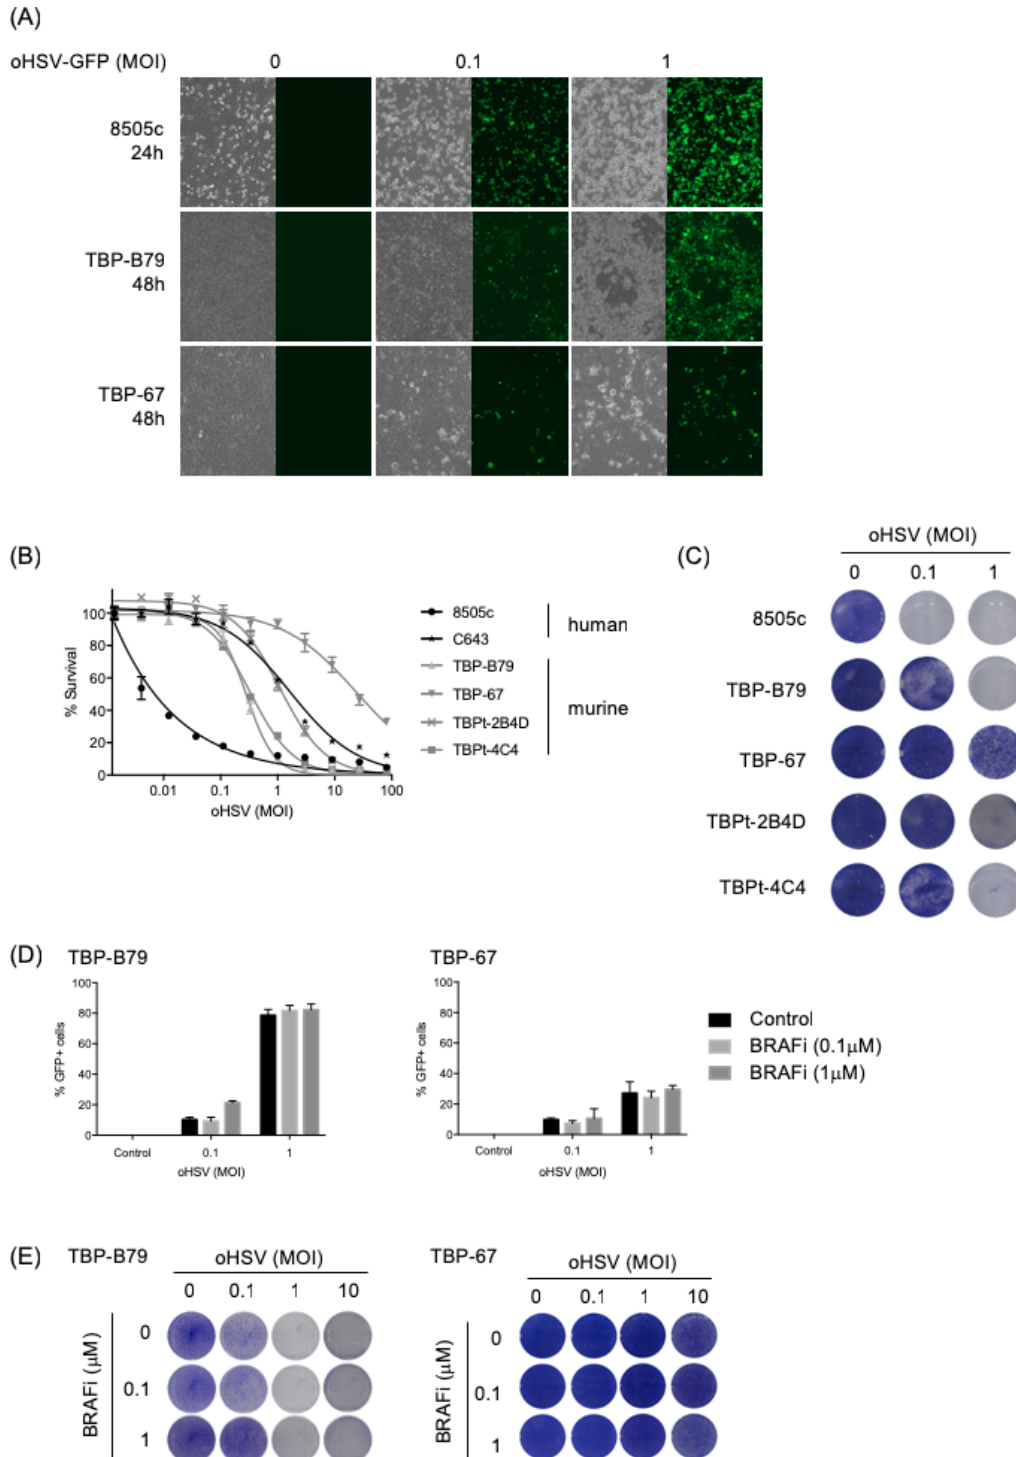 (A)
oHSV-GFP (MOI) 0 0.1 1
8505c
24h
TBP-B79
48h
TBP-67
48h
(B)
% Survival
100
80
60
40
20
0
0.01 0.1 1 10 100
oHSV (MOI)
8505c
C643
TBP-B79
TBP-67
TBPt-2B4D
TBPt-4C4
human
murine
(C)
oHSV (MOI)
0 0.1 1
8505c
TBP-B79
TBP-67
TBPt-2B4D
TBPt-4C4
(D)
TBP-B79
% GFP+ cells
100
80
60
40
20
0
Control 0.1 1
oHSV (MOI)
TBP-67
% GFP+ cells
100
80
60
40
20
0
Control 0.1 1
oHSV (MOI)
Control
BRAFi (0.1μM)
BRAFi (1μM)
(E)
TBP-B79 oHSV (MOI)
0 0.1 1 10
BRAFi (μM)
0
0.1
1
TBP-67 oHSV (MOI)
0 0.1 1 10
BRAFi (μM)
0
0.1
1